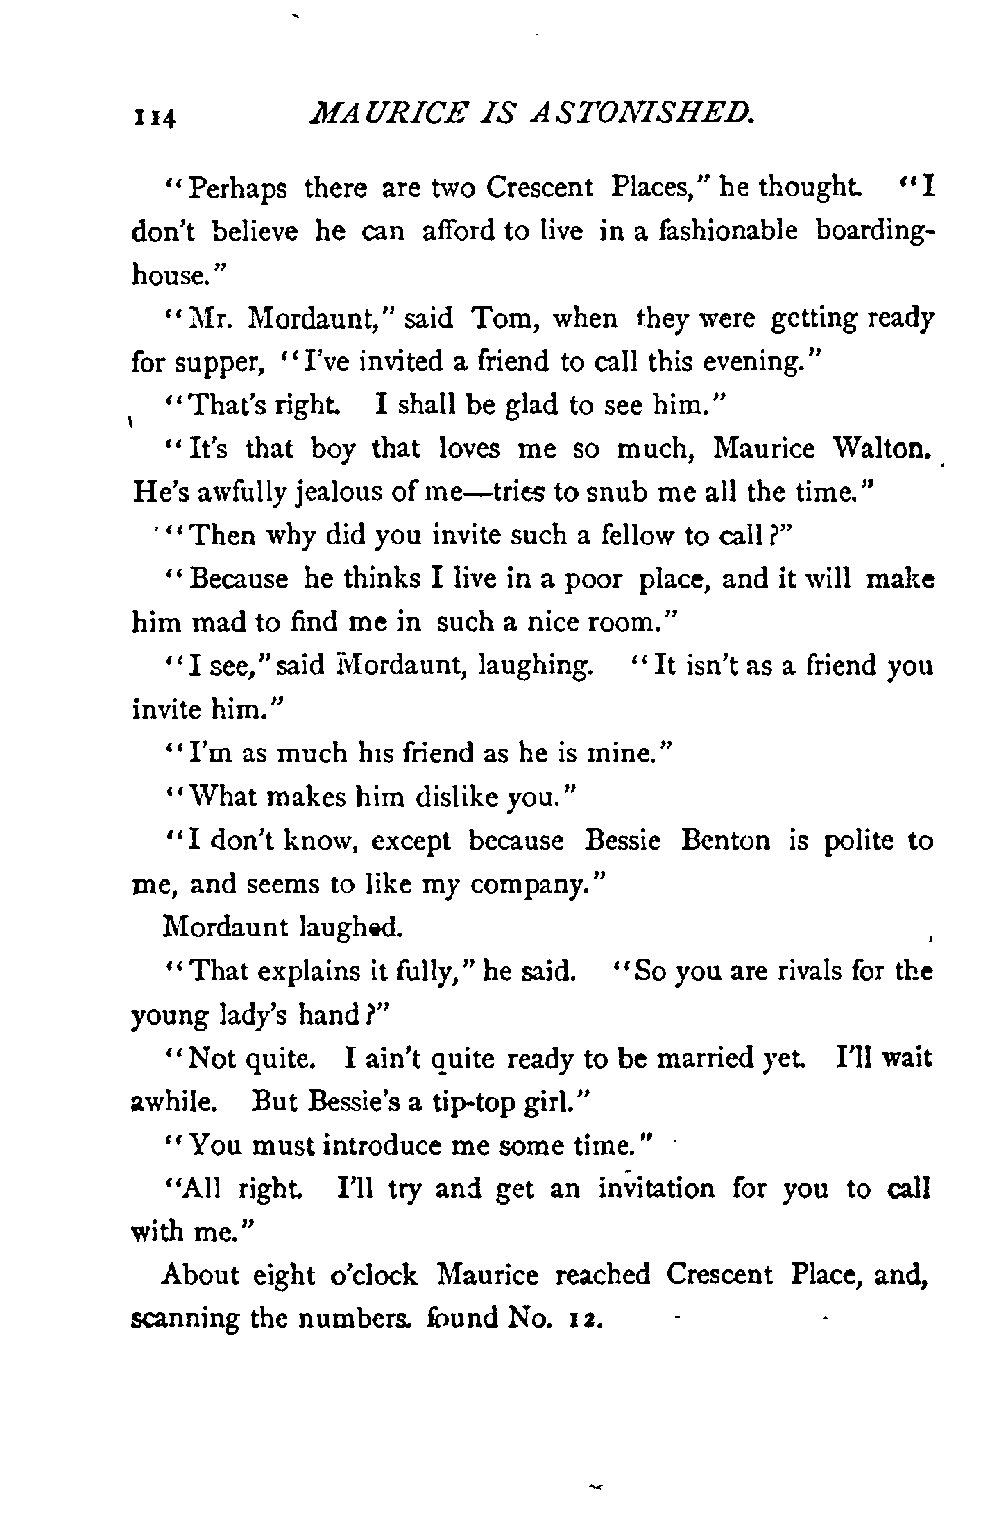 114 MAURICE IS ASTONISHED.
"Perhaps there are two Crescent Places," he thought. "I
don't believe he can afford to live in a fashionable boarding-
house."
"Mr. Mordaunt," said Tom, when they were getting ready
for supper, "I've invited a friend to call this evening."
"That's right. I shall be glad to see him."
"It's that boy that loves me so much, Maurice Walton.
He's awfully jealous of me—tries to snub me all the time."
"Then why did you invite such a fellow to call?"
"Because he thinks I live in a poor place, and it will make
him mad to find me in such a nice room."
"I see," said Mordaunt, laughing. "It isn't as a friend you
invite him."
"I'm as much his friend as he is mine."
"What makes him dislike you."
"I don't know, except because Bessie Benton is polite to
me, and seems to like my company."
Mordaunt laughed.
"That explains it fully," he said. "So you are rivals for the
young lady's hand?"
"Not quite. I ain't quite ready to be married yet. I'll wait
awhile. But Bessie's a tip-top girl."
"You must introduce me some time."
"All right. I'll try and get an invitation for you to call
with me."
About eight o'clock Maurice reached Crescent Place, and,
scanning the numbers. found No. 12.